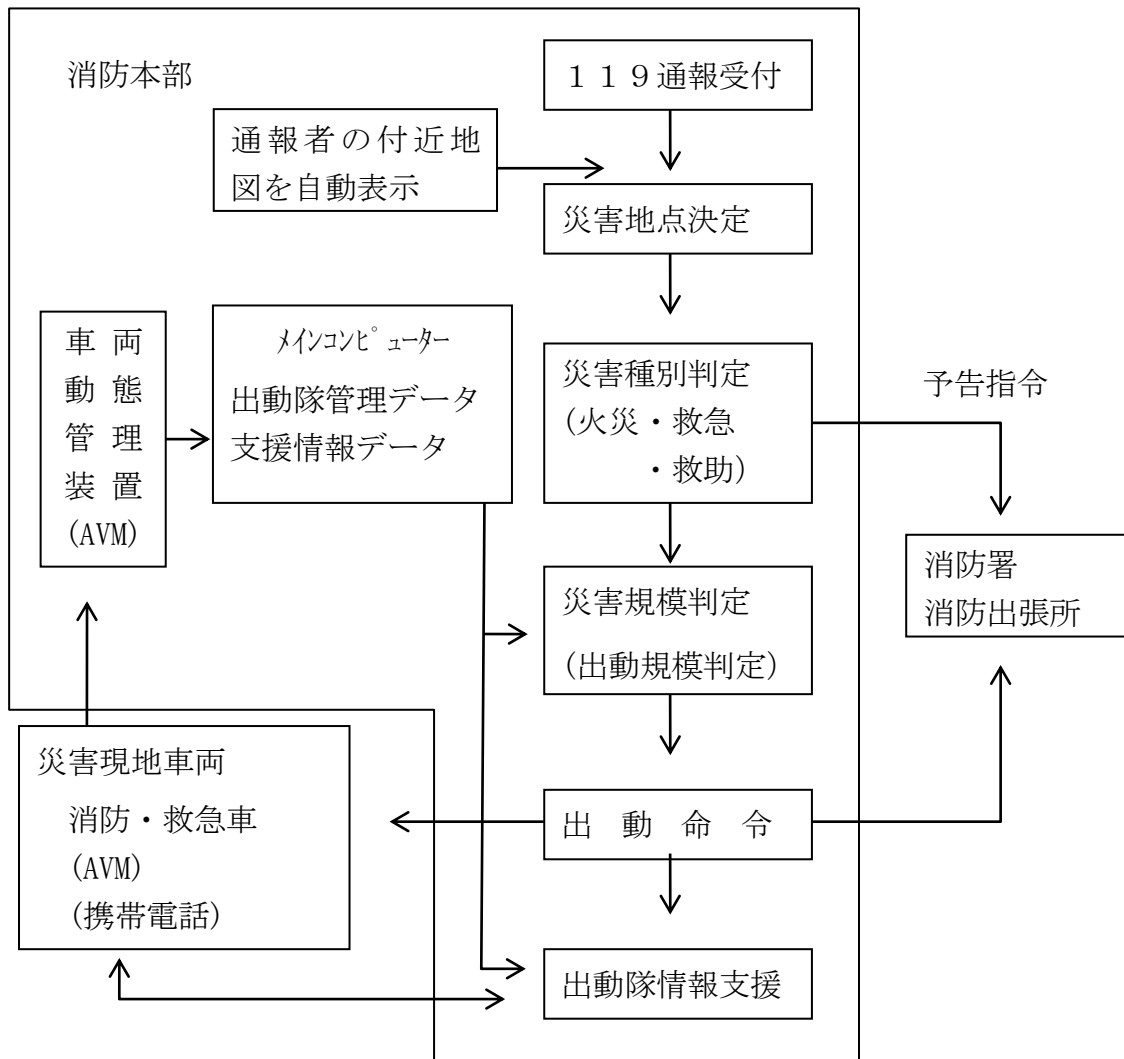 消防本部
１１９通報受付
通報者の付近地
図を自動表示
災害地点決定
車両
動態
管理
装置
(AVM)
ﾒｲﾝｺﾝﾋﾟｭｰﾀｰ
出動隊管理データ
支援情報データ
災害種別判定
(火災・救急
・救助)
予告指令
消防署
消防出張所
災害規模判定
(出動規模判定)
災害現地車両
消防・救急車
(AVM)
(携帯電話)
出動命令
出動隊情報支援